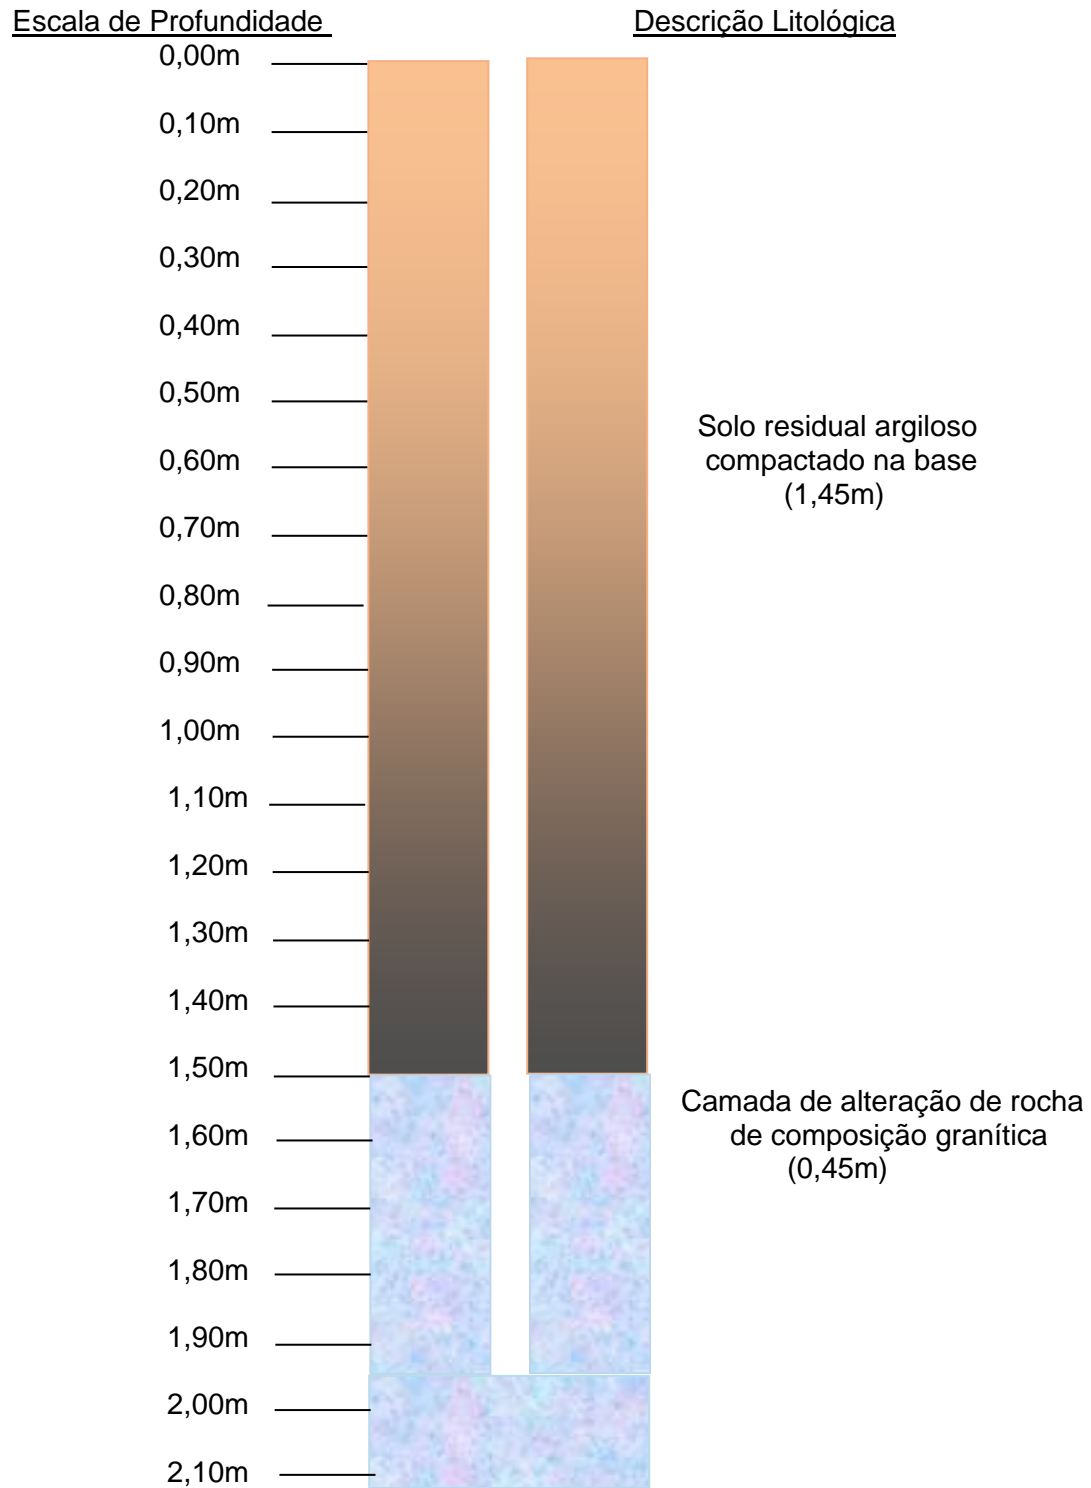 Escala de Profundidade
Descrição Litológica
0,00m
0,10m
0,20m
0,30m
0,40m
0,50m
Solo residual argiloso
0,60m
compactado na base
(1,45m)
0,70m
0,80m
0,90m
1,00m
1,10m
1,20m
1,30m
1,40m
1,50m
Camada de alteração de rocha
1,60m
de composição granítica
(0,45m)
1,70m
1,80m
1,90m
2,00m
2,10m